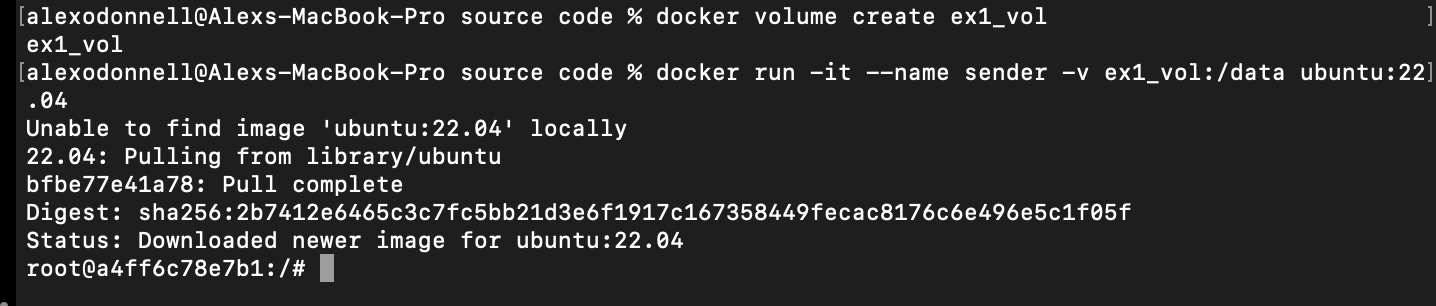 [alexodonnell@Alexs-MacBook-Pro source code % docker volume create ex1_vol ]
ex1_vol
[alexodonnell@Alexs-MacBook-Pro source code % docker run -it --name sender -v ex1_vol:/data ubuntu:22]
.04
Unable to find image 'ubuntu:22.04' locally
22.04: Pulling from library/ubuntu
bfbe77e41a78: Pull complete
Digest: sha256:2b7412e6465c3c7fc5bb21d3e6f1917c167358449fecac8176c6e496e5c1f05f
Status: Downloaded newer image for ubuntu:22.04
root@a4ff6c78e7b1:/#